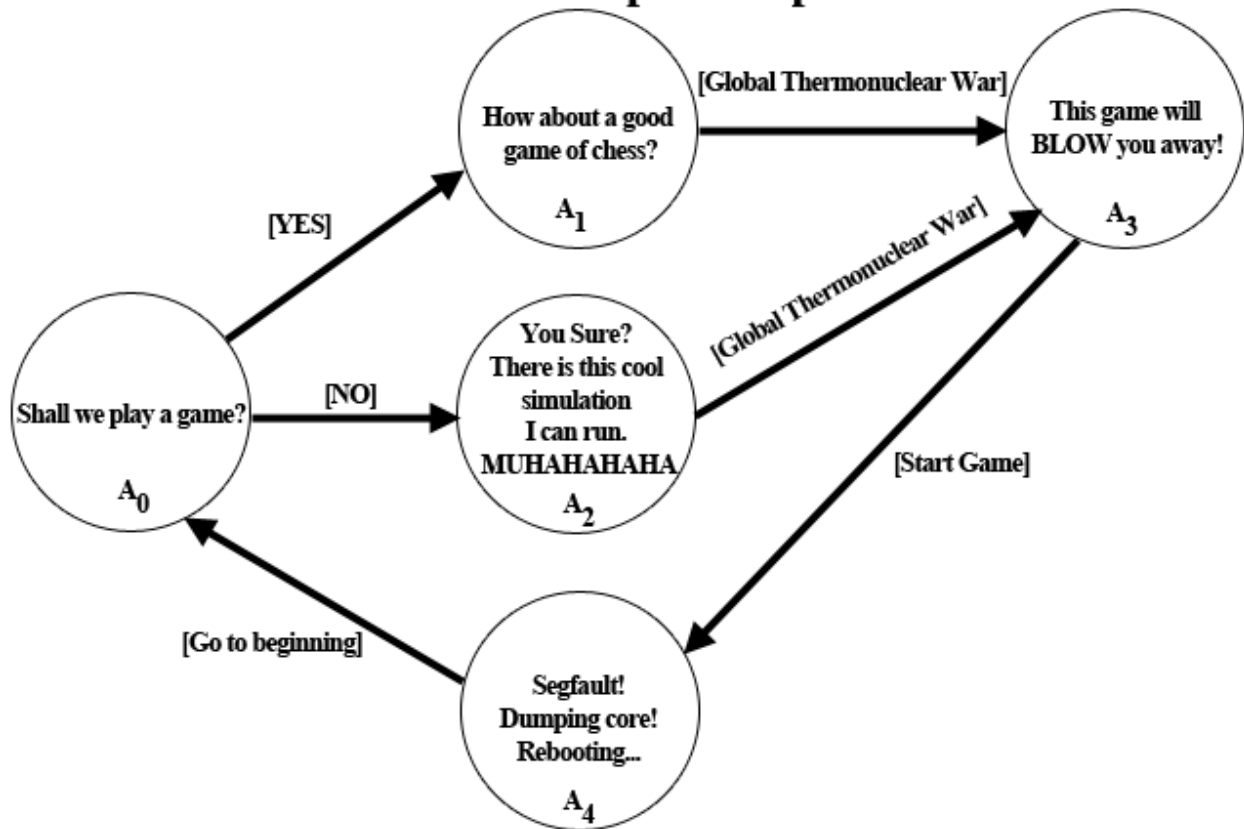 [Global Thermonuclear War]
How about a good
game of chess?
A1
This game will
BLOW you away!
A3
[YES]
[Global Thermonuclear War]
Shall we play a game?
A0
[NO]
You Sure?
There is this cool
simulation
I can run.
MUHAHAHAHA
A2
[Start Game]
[Go to beginning]
Segfault!
Dumping core!
Rebooting...
A4